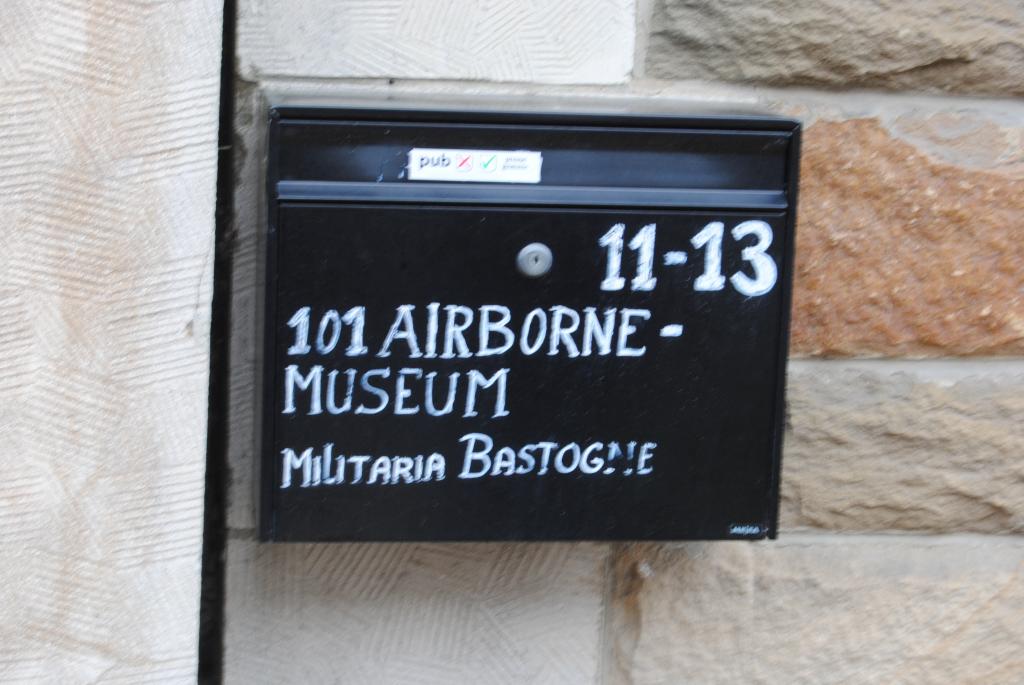 pub
11-13
101 AIRBORNE-
MUSEUM
MILITARIA BASTOGNE